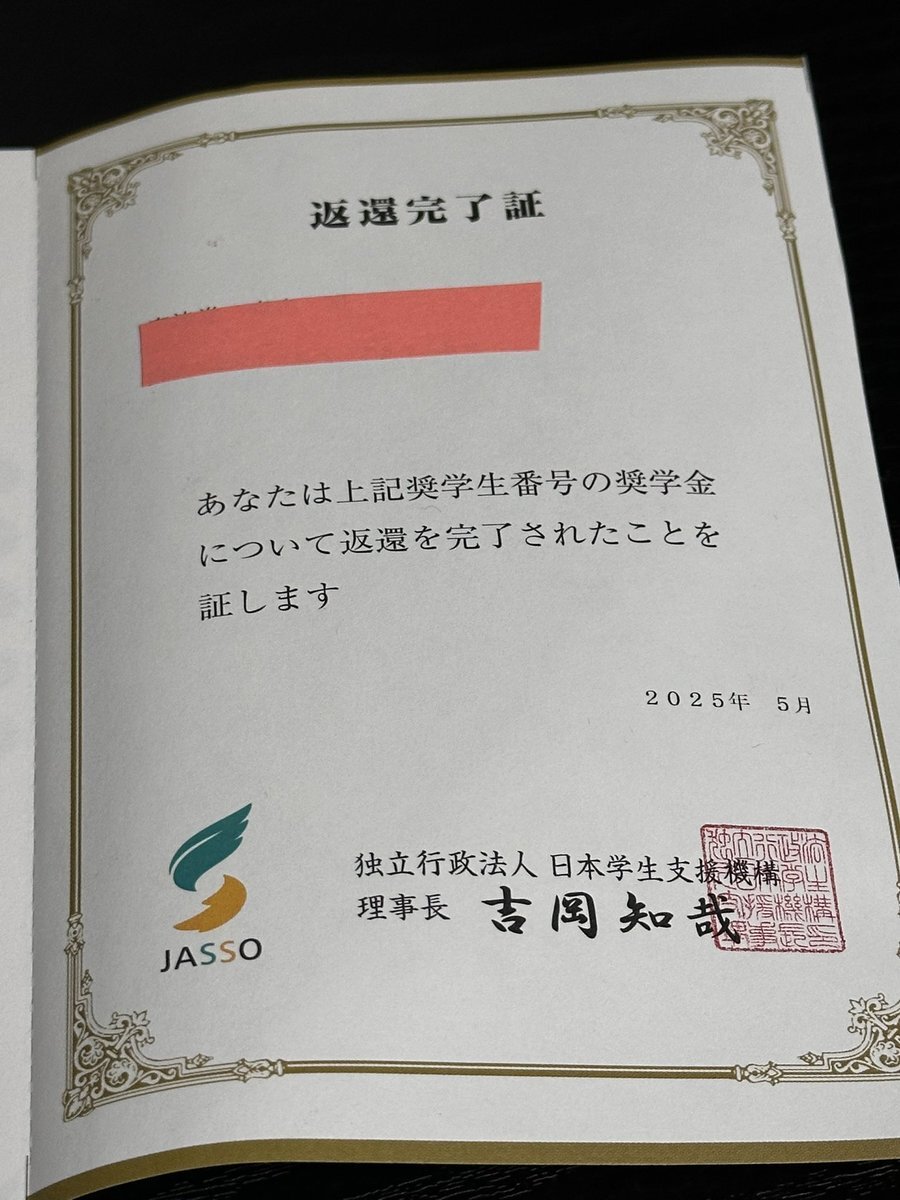 返還完了証
あなたは上記奨学生番号の奨学金
について返還を完了されたことを
証します
2025年 5月
独立行政法人 日本学生支援機構
理事長 吉岡知哉
JASSO